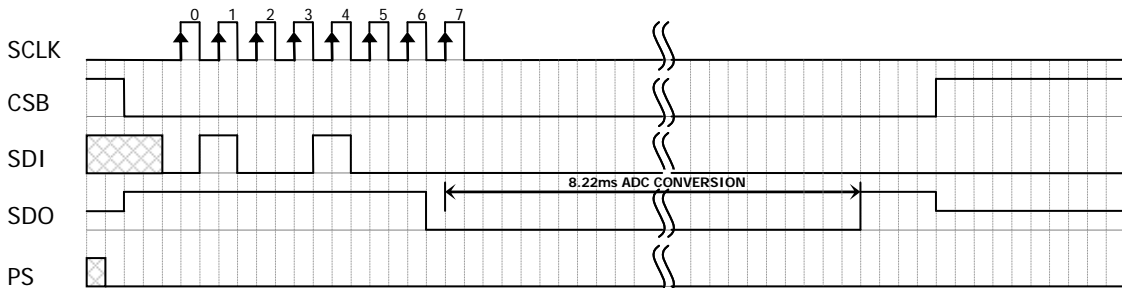 0 1 2 3 4 5 6 7
SCLK
CSB
SDI
8.22ms ADC CONVERSION
SDO
PS